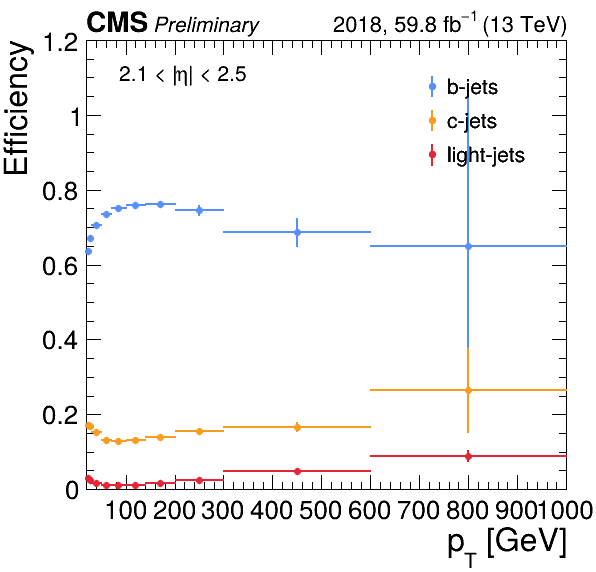 CMS Preliminary 2018, 59.8 fb⁻¹ (13 TeV)
Efficiency
2.1 < |η| < 2.5
b-jets
c-jets
light-jets
1.2
1
0.8
0.6
0.4
0.2
0
100 200 300 400 500 600 700 800 900 1000
p_T [GeV]